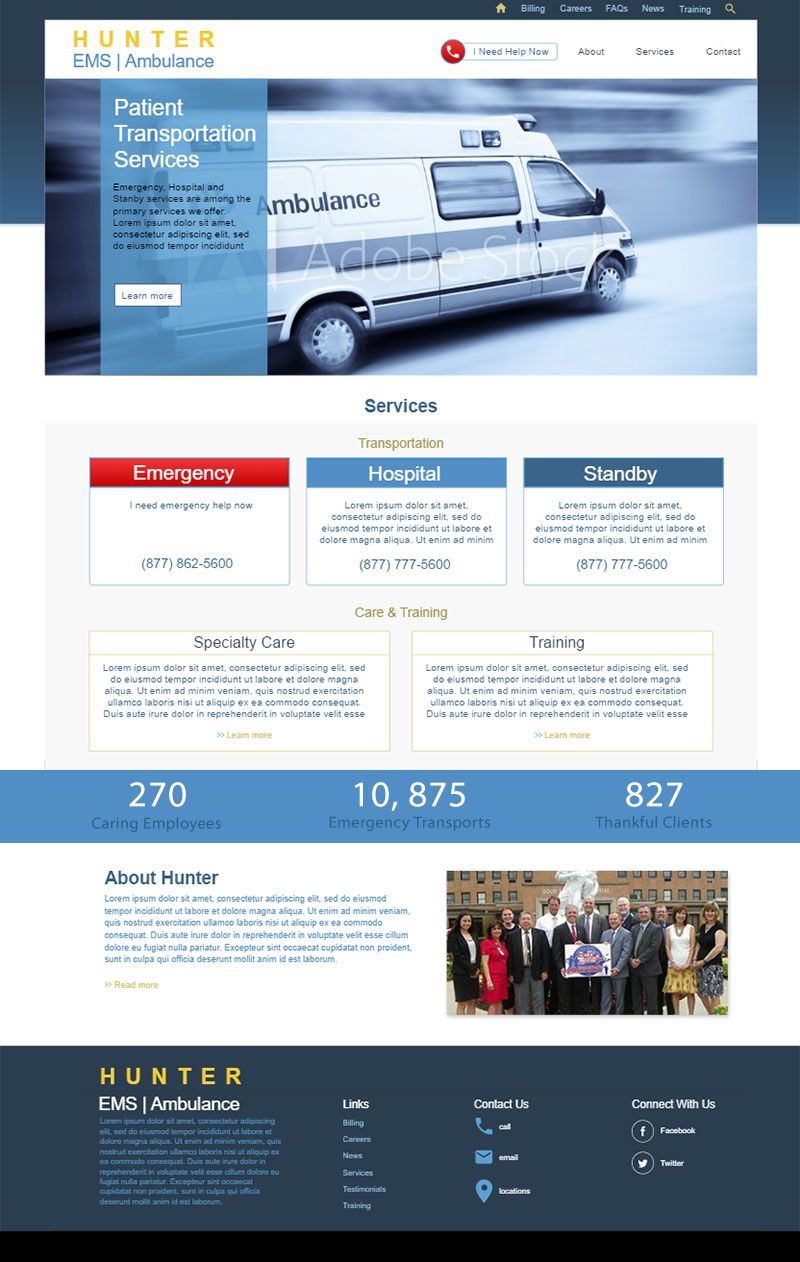 Billing Careers FAQs News Training
HUNTER
EMS | Ambulance
I Need Help Now About Services Contact
Patient
Transportation
Services
Emergency, Hospital and
Stanby services are among the
primary services we offer.
Lorem ipsum dolor sit amet,
consectetur adipiscing elit, sed
do eiusmod tempor incididunt
Learn more
Ambulance
Adobe Stock
Services
Transportation
Emergency
I need emergency help now
(877) 862-5600
Hospital
Lorem ipsum dolor sit amet,
consectetur adipiscing elit, sed do
eiusmod tempor incididunt ut labore et
dolore magna aliqua. Ut enim ad minim
(877) 777-5600
Standby
Lorem ipsum dolor sit amet,
consectetur adipiscing elit, sed do
eiusmod tempor incididunt ut labore et
dolore magna aliqua. Ut enim ad minim
(877) 777-5600
Care & Training
Specialty Care
Lorem ipsum dolor sit amet, consectetur adipiscing elit,
sed do eiusmod tempor incididunt ut labore et dolore magna
aliqua. Ut enim ad minim veniam, quis nostrud exercitation
ullamco laboris nisi ut aliquip ex ea commodo consequat.
Duis aute irure dolor in reprehenderit in voluptate velit esse
>> Learn more
Training
Lorem ipsum dolor sit amet, consectetur adipiscing elit,
sed do eiusmod tempor incididunt ut labore et dolore magna
aliqua. Ut enim ad minim veniam, quis nostrud exercitation
ullamco laboris nisi ut aliquip ex ea commodo consequat.
Duis aute irure dolor in reprehenderit in voluptate velit esse
>> Learn more
270
Caring Employees
10, 875
Emergency Transports
827
Thankful Clients
About Hunter
Lorem ipsum dolor sit amet, consectetur adipiscing elit, sed do eiusmod
tempor incididunt ut labore et dolore magna aliqua. Ut enim ad minim veniam,
quis nostrud exercitation ullamco laboris nisi ut aliquip ex ea commodo
consequat. Duis aute irure dolor in reprehenderit in voluptate velit esse cillum
dolore eu fugiat nulla pariatur. Excepteur sint occaecat cupidatat non proident,
sunt in culpa qui officia deserunt mollit anim id est laborum.
>> Read more
HUNTER
EMS | Ambulance
Lorem ipsum dolor sit amet, consectetur adipiscing
elit, sed do eiusmod tempor incididunt ut labore et
dolore magna aliqua. Ut enim ad minim veniam, quis
nostrud exercitation ullamco laboris nisi ut aliquip ex
ea commodo consequat. Duis aute irure dolor in
reprehenderit in voluptate velit esse cillum dolore eu
fugiat nulla pariatur. Excepteur sint occaecat
cupidatat non proident, sunt in culpa qui officia
deserunt mollit anim id est laborum.
Links
Billing
Careers
News
Services
Testimonials
Training
Contact Us
call
email
locations
Connect With Us
Facebook
Twitter